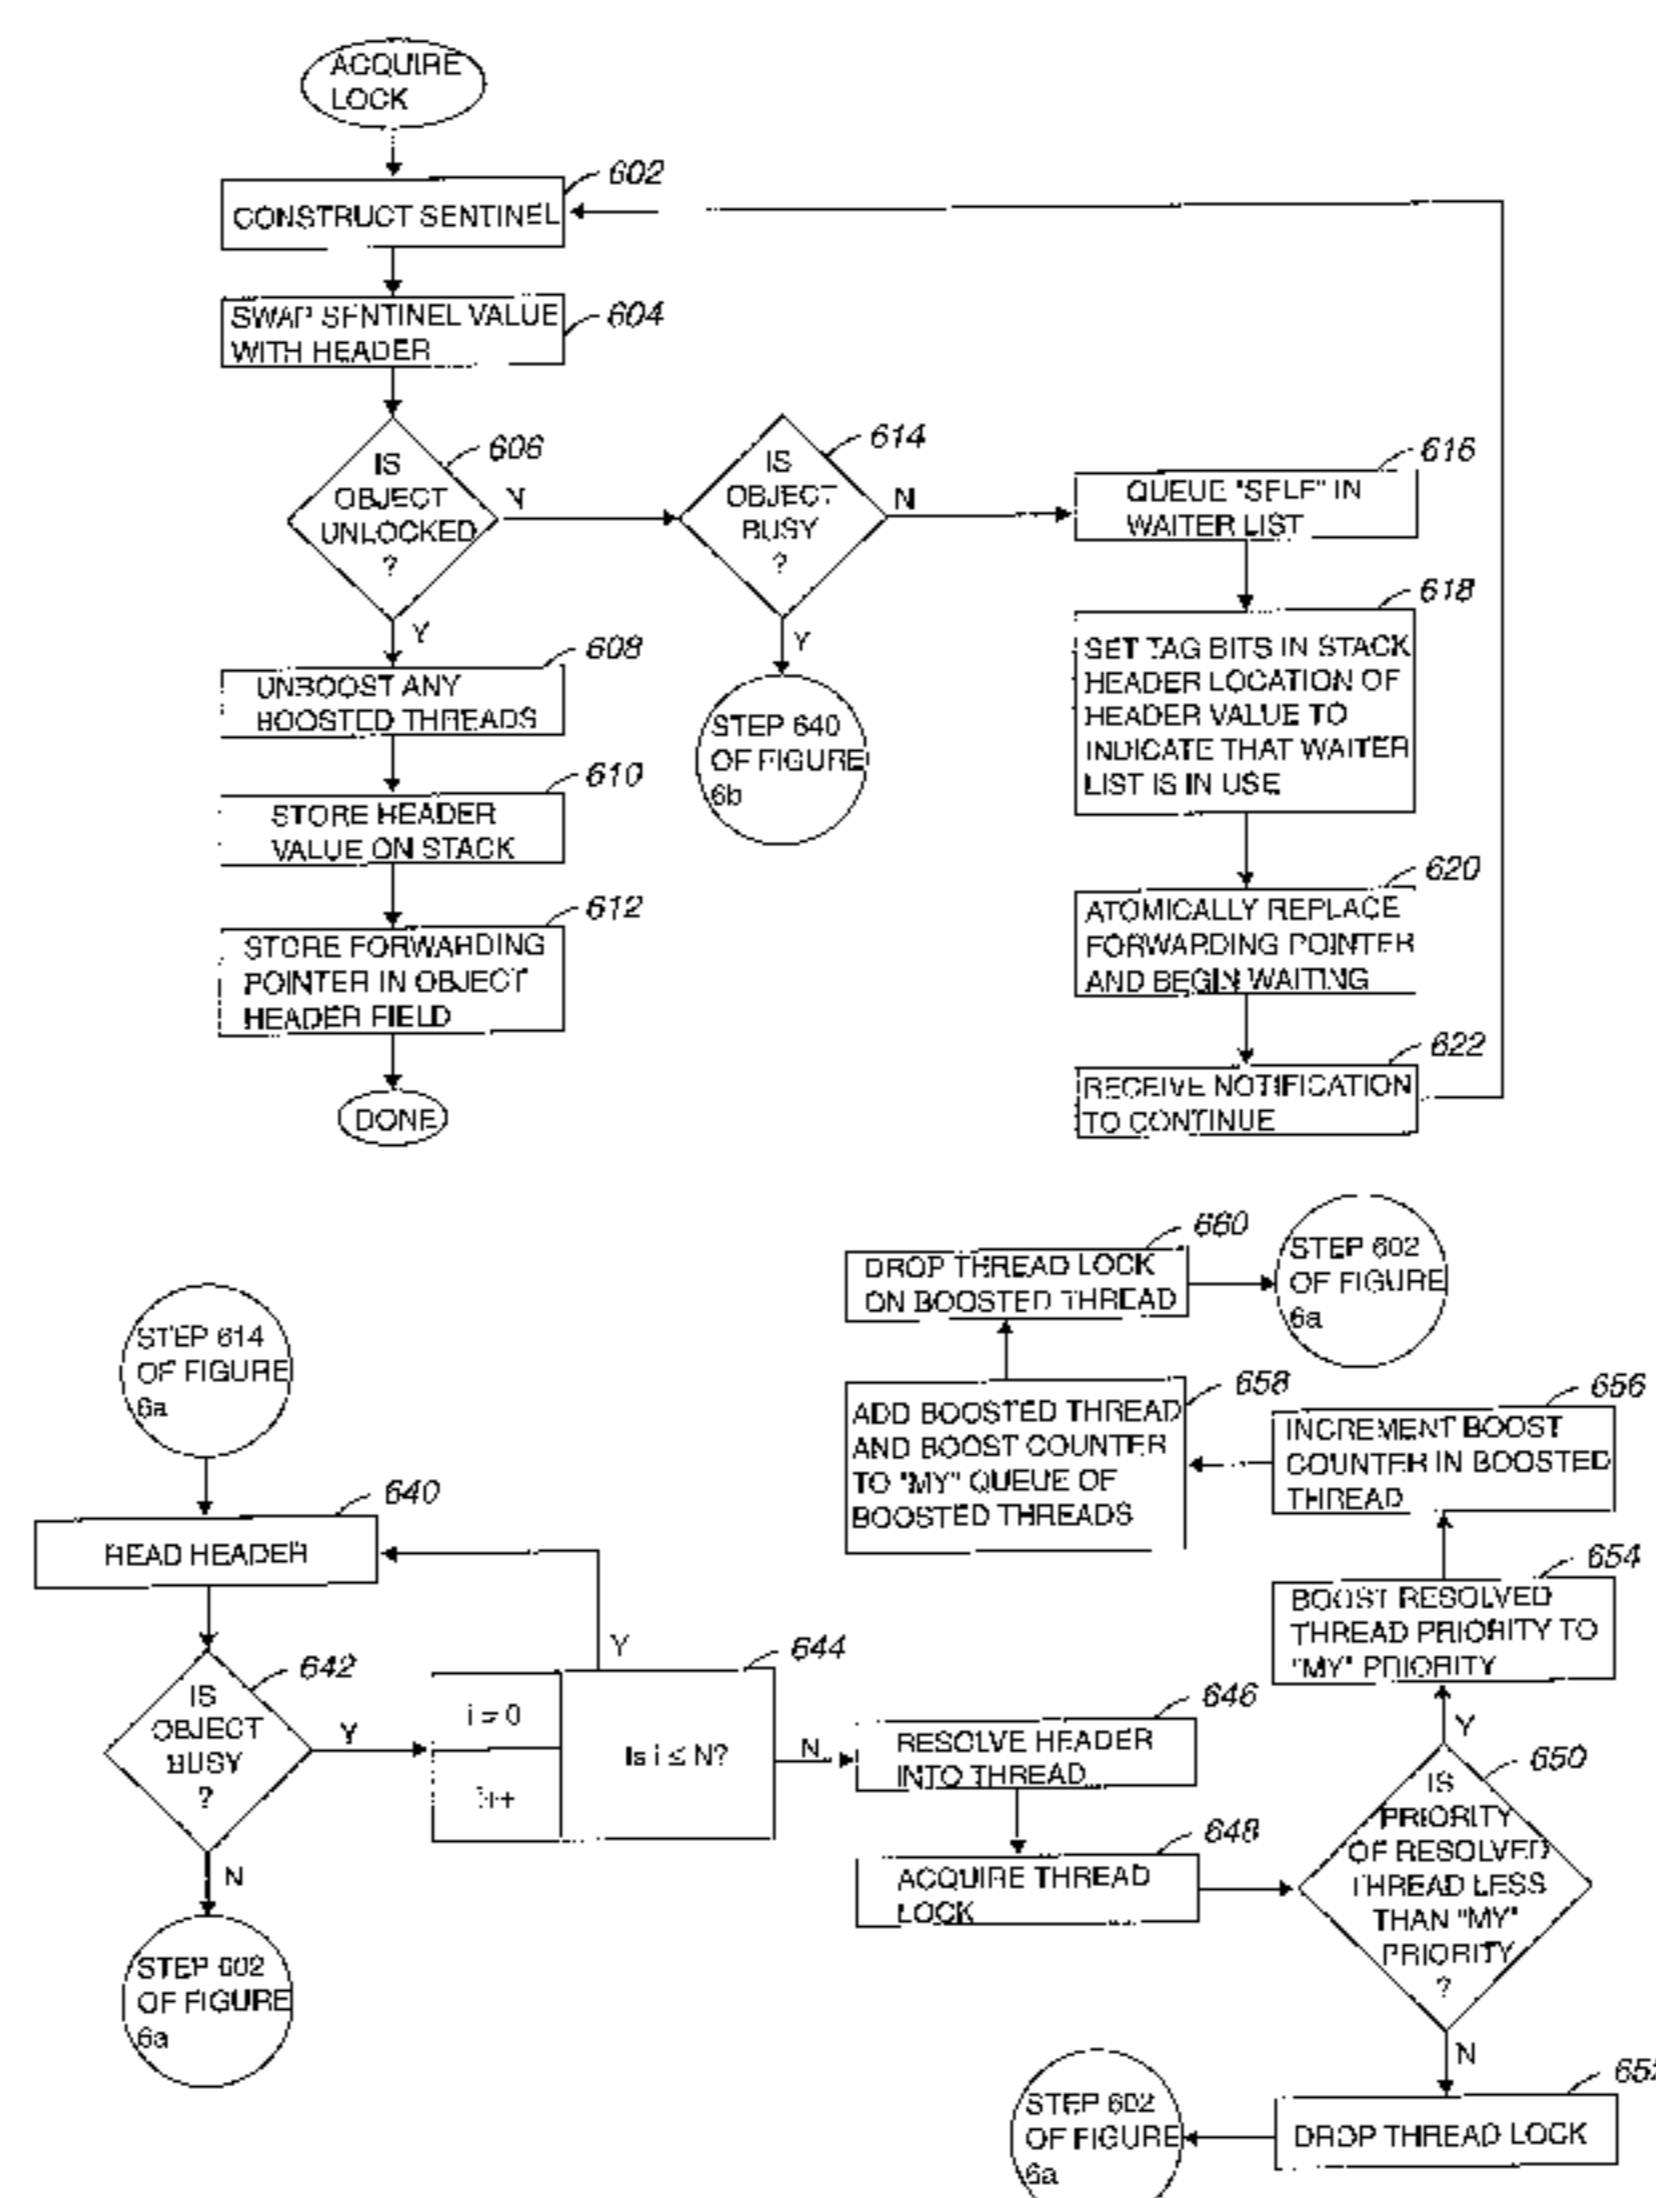 ACQUIRE
LOCK
602
CONSTRUCT SENTINEL
SWAP SENTINEL VALUE
WITH HEADER
604
606
IS
OBJECT
UNLOCKED
?
N
Y
614
IS
OBJECT
BUSY
?
N
Y
STEP 640
OF FIGURE
6b
608
UNBOOST ANY
BOOSTED THREADS
610
STORE HEADER
VALUE ON STACK
612
STORE FORWARDING
POINTER IN OBJECT
HEADER FIELD
DONE
616
QUEUE "SELF" IN
WAITER LIST
618
SET TAG BITS IN STACK
HEADER LOCATION OF
HEADER VALUE TO
INDICATE THAT WAITER
LIST IS IN USE
620
ATOMICALLY REPLACE
FORWARDING POINTER
AND BEGIN WAITING
622
RECEIVE NOTIFICATION
TO CONTINUE
STEP 614
OF FIGURE
6a
640
READ HEADER
642
IS
OBJECT
BUSY
?
Y
N
STEP 602
OF FIGURE
6a
644
Y
i = 0
i++
Is i ≤ N?
N
646
RESOLVE HEADER
INTO THREAD
648
ACQUIRE THREAD
LOCK
650
IS
PRIORITY
OF RESOLVED
THREAD LESS
THAN "MY"
PRIORITY
?
Y
N
DROP THREAD LOCK
STEP 602
OF FIGURE
6a
654
BOOST RESOLVED
THREAD PRIORITY TO
"MY" PRIORITY
656
INCREMENT BOOST
COUNTER IN BOOSTED
THREAD
658
ADD BOOSTED THREAD
AND BOOST COUNTER
TO "MY" QUEUE OF
BOOSTED THREADS
660
DROP THREAD LOCK
ON BOOSTED THREAD
STEP 602
OF FIGURE
6a